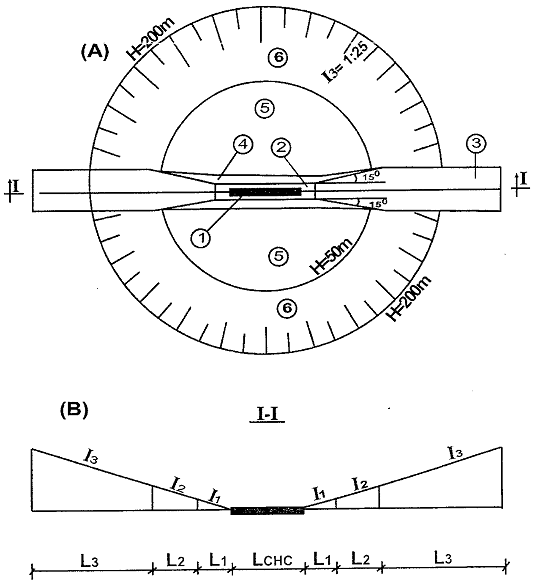 (A)
H=200m
6
I3= 1:25
5
4
2
3
I
15°
I
15°
1
5
H=50m
6
H=200m
(B)
I-I
I3
I2
I1
I1
I2
I3
L3
L2
L1
LCHC
L1
L2
L3